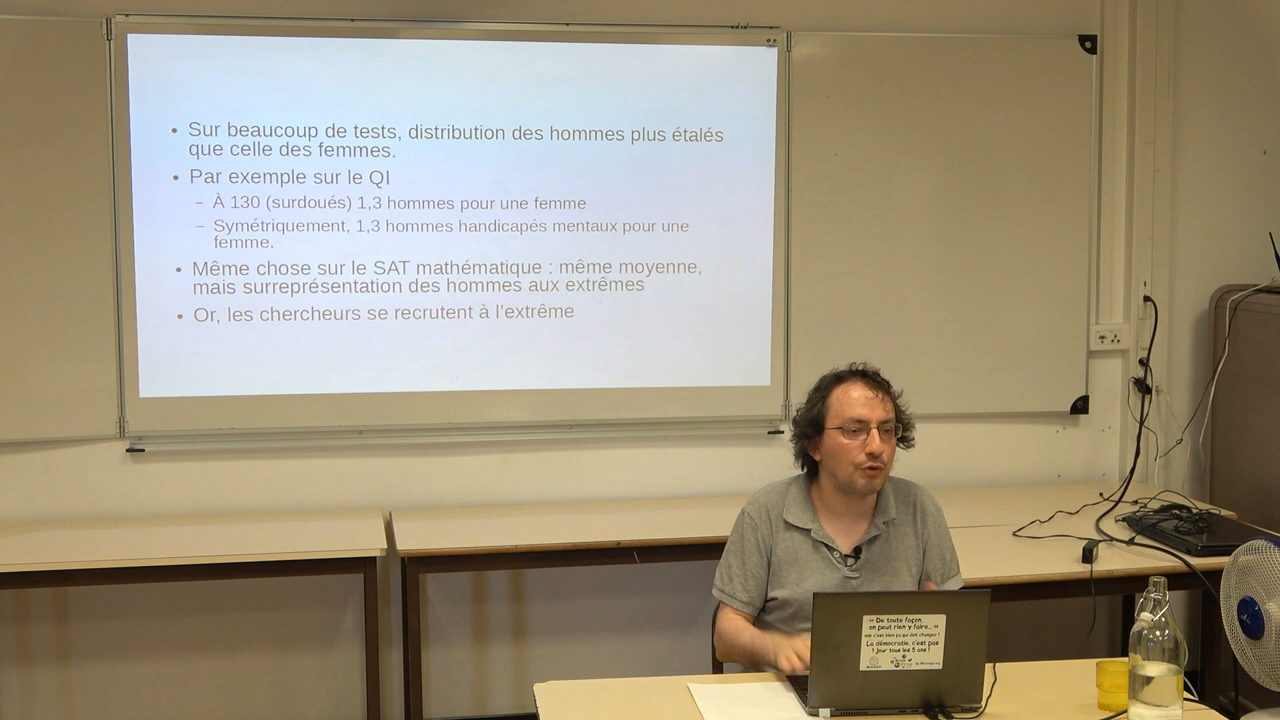 • Sur beaucoup de tests, distribution des hommes plus étalés
que celle des femmes.
• Par exemple sur le QI
– À 130 (surdoués) 1,3 hommes pour une femme
– Symétriquement, 1,3 hommes handicapés mentaux pour une
femme.
• Même chose sur le SAT mathématique : même moyenne,
mais surreprésentation des hommes aux extrêmes
• Or, les chercheurs se recrutent à l'extrême
« De toute façon,
on peut rien y faire... »
La démocratie, c'est pas
1 jour tous les 5 ans !